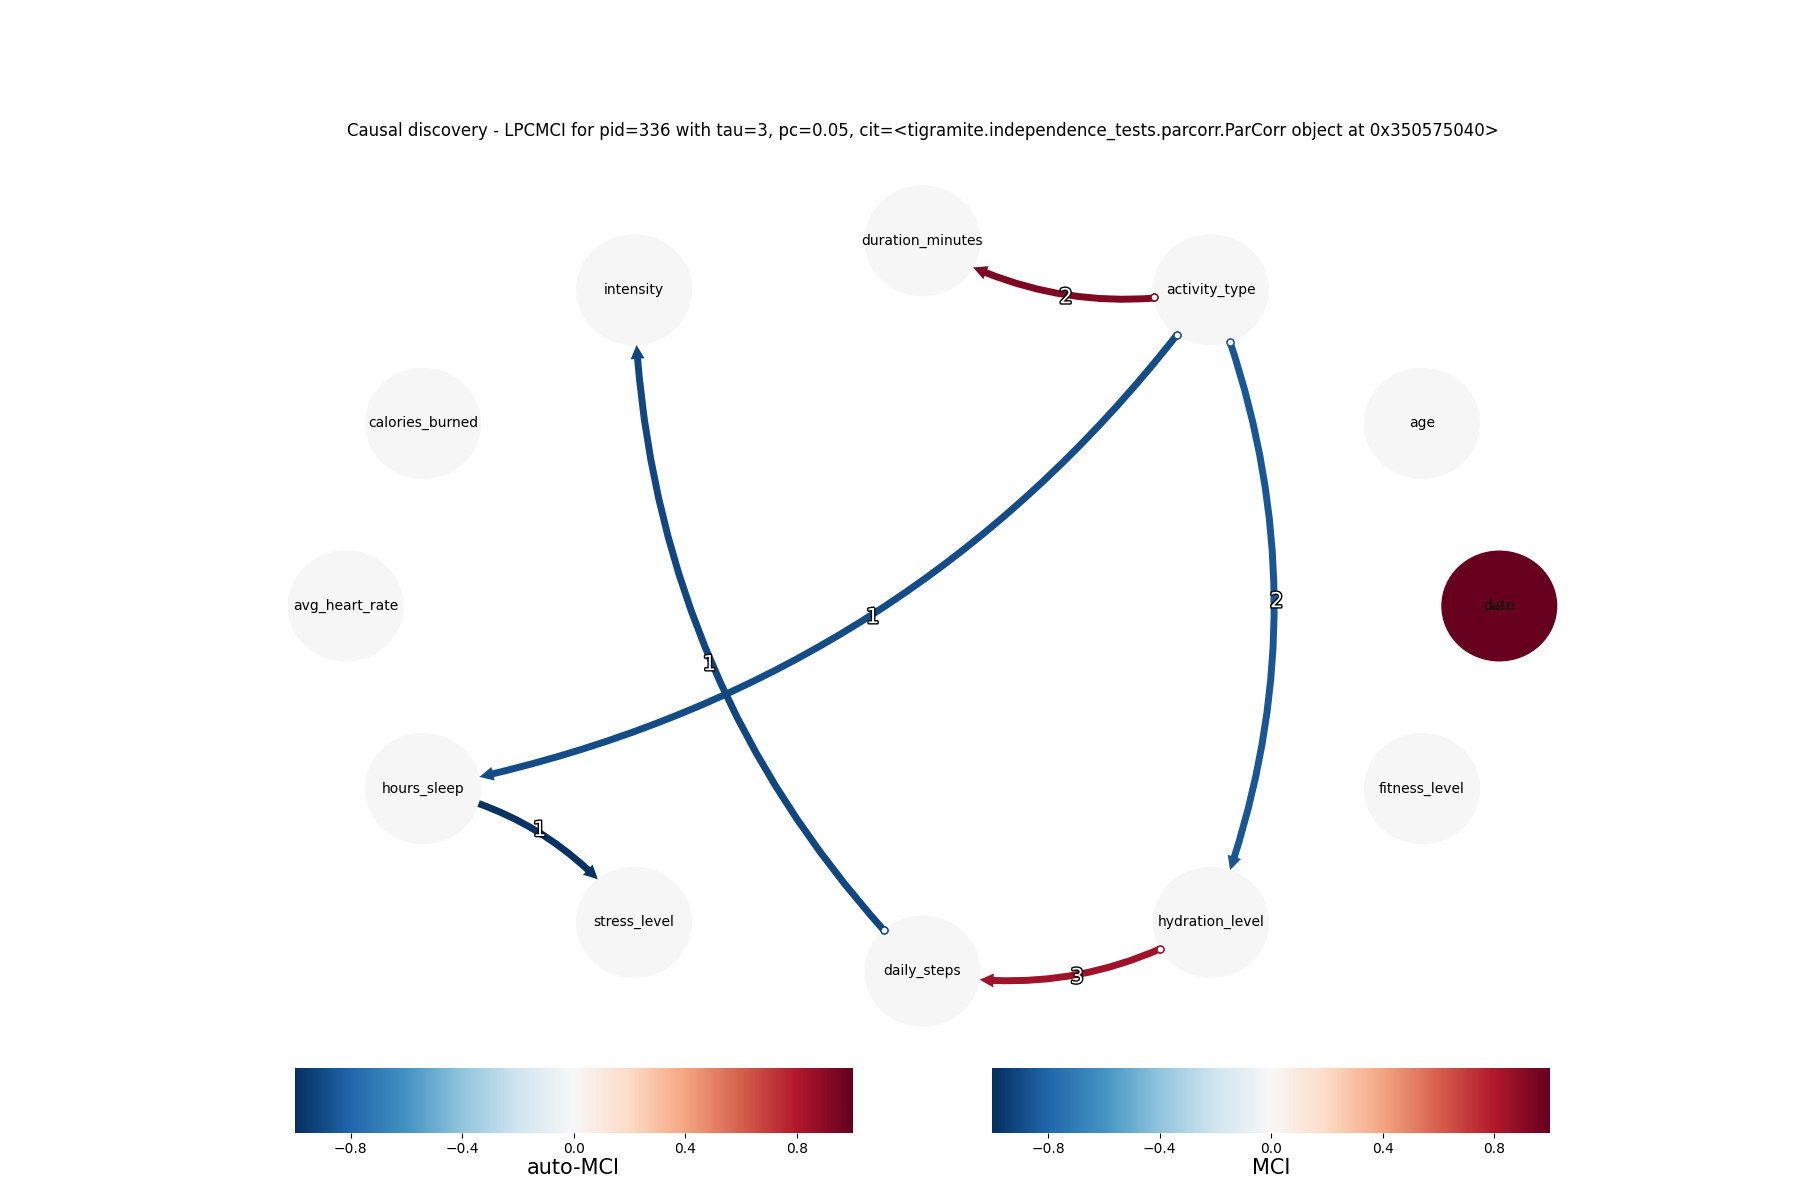 Causal discovery - LPCMCI for pid=336 with tau=3, pc=0.05, cit=<tigramite.independence_tests.parcorr.ParCorr object at 0x350575040>
duration_minutes
intensity
activity_type
2
calories_burned
age
avg_heart_rate
date
2
1
1
hours_sleep
fitness_level
1
stress_level
hydration_level
daily_steps
3
−0.8 −0.4 0.0 0.4 0.8
auto-MCI
−0.8 −0.4 0.0 0.4 0.8
MCI